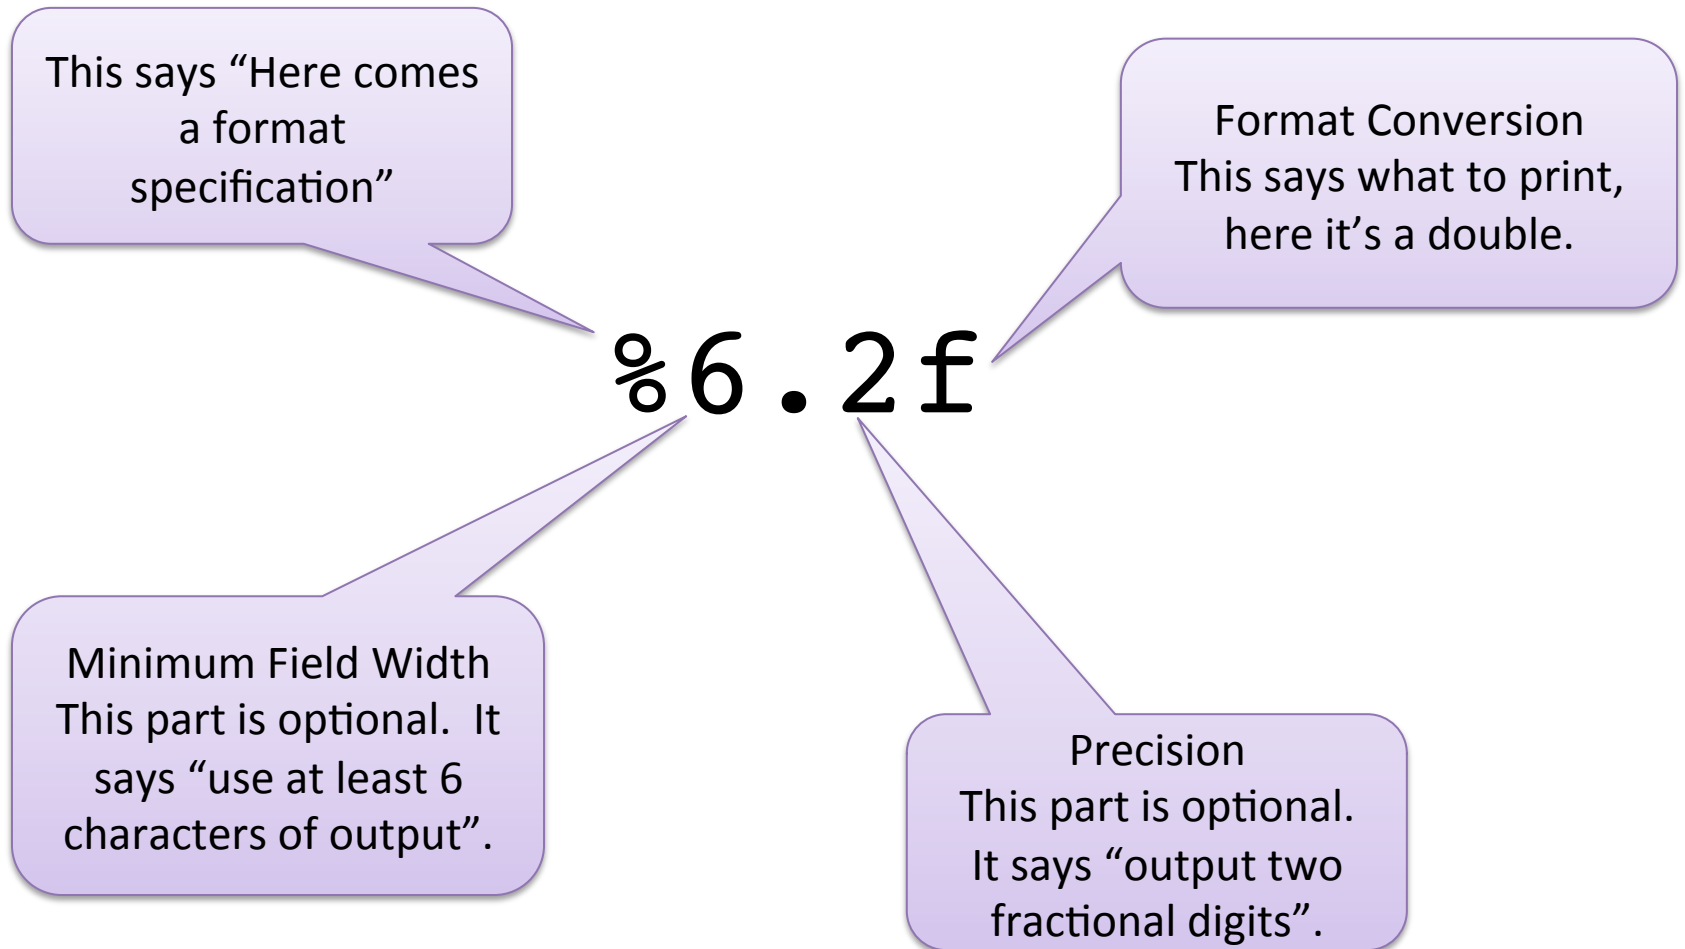 This says “Here comes
a format
specification”
Format Conversion
This says what to print,
here it’s a double.
%6.2f
Minimum Field Width
This part is optional.  It
says “use at least 6
characters of output”.
Precision
This part is optional.
It says “output two
fractional digits”.